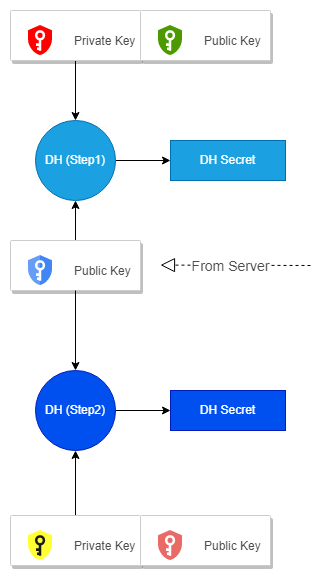 Private Key
Public Key
DH (Step1)
DH Secret
Public Key
From Server
DH (Step2)
DH Secret
Private Key
Public Key